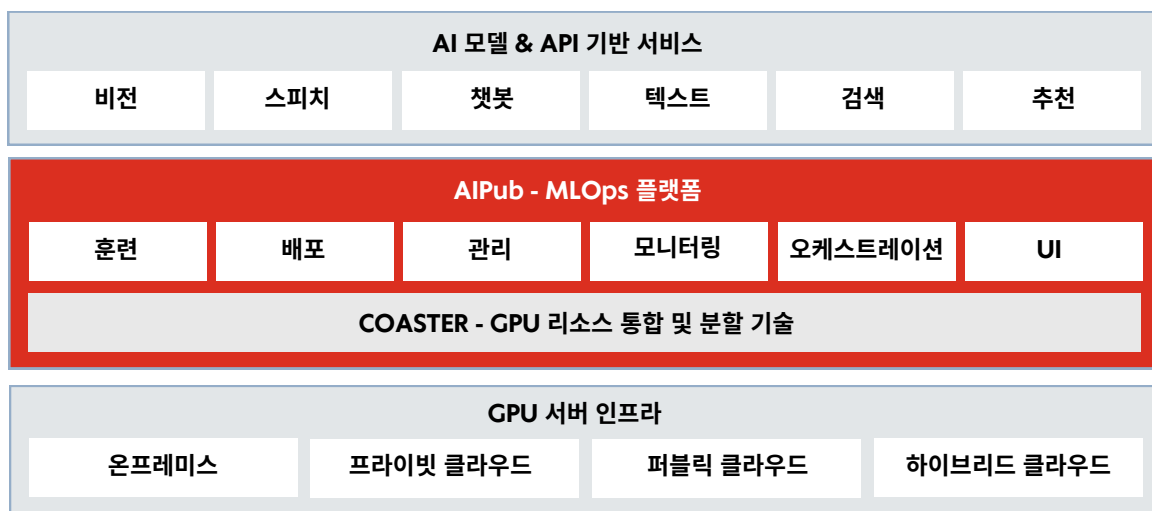 AI 모델 & API 기반 서비스
비전 스피치 챗봇 텍스트 검색 추천
AIPub - MLOps 플랫폼
훈련 배포 관리 모니터링 오케스트레이션 UI
COASTER - GPU 리소스 통합 및 분할 기술
GPU 서버 인프라
온프레미스 프라이빗 클라우드 퍼블릭 클라우드 하이브리드 클라우드